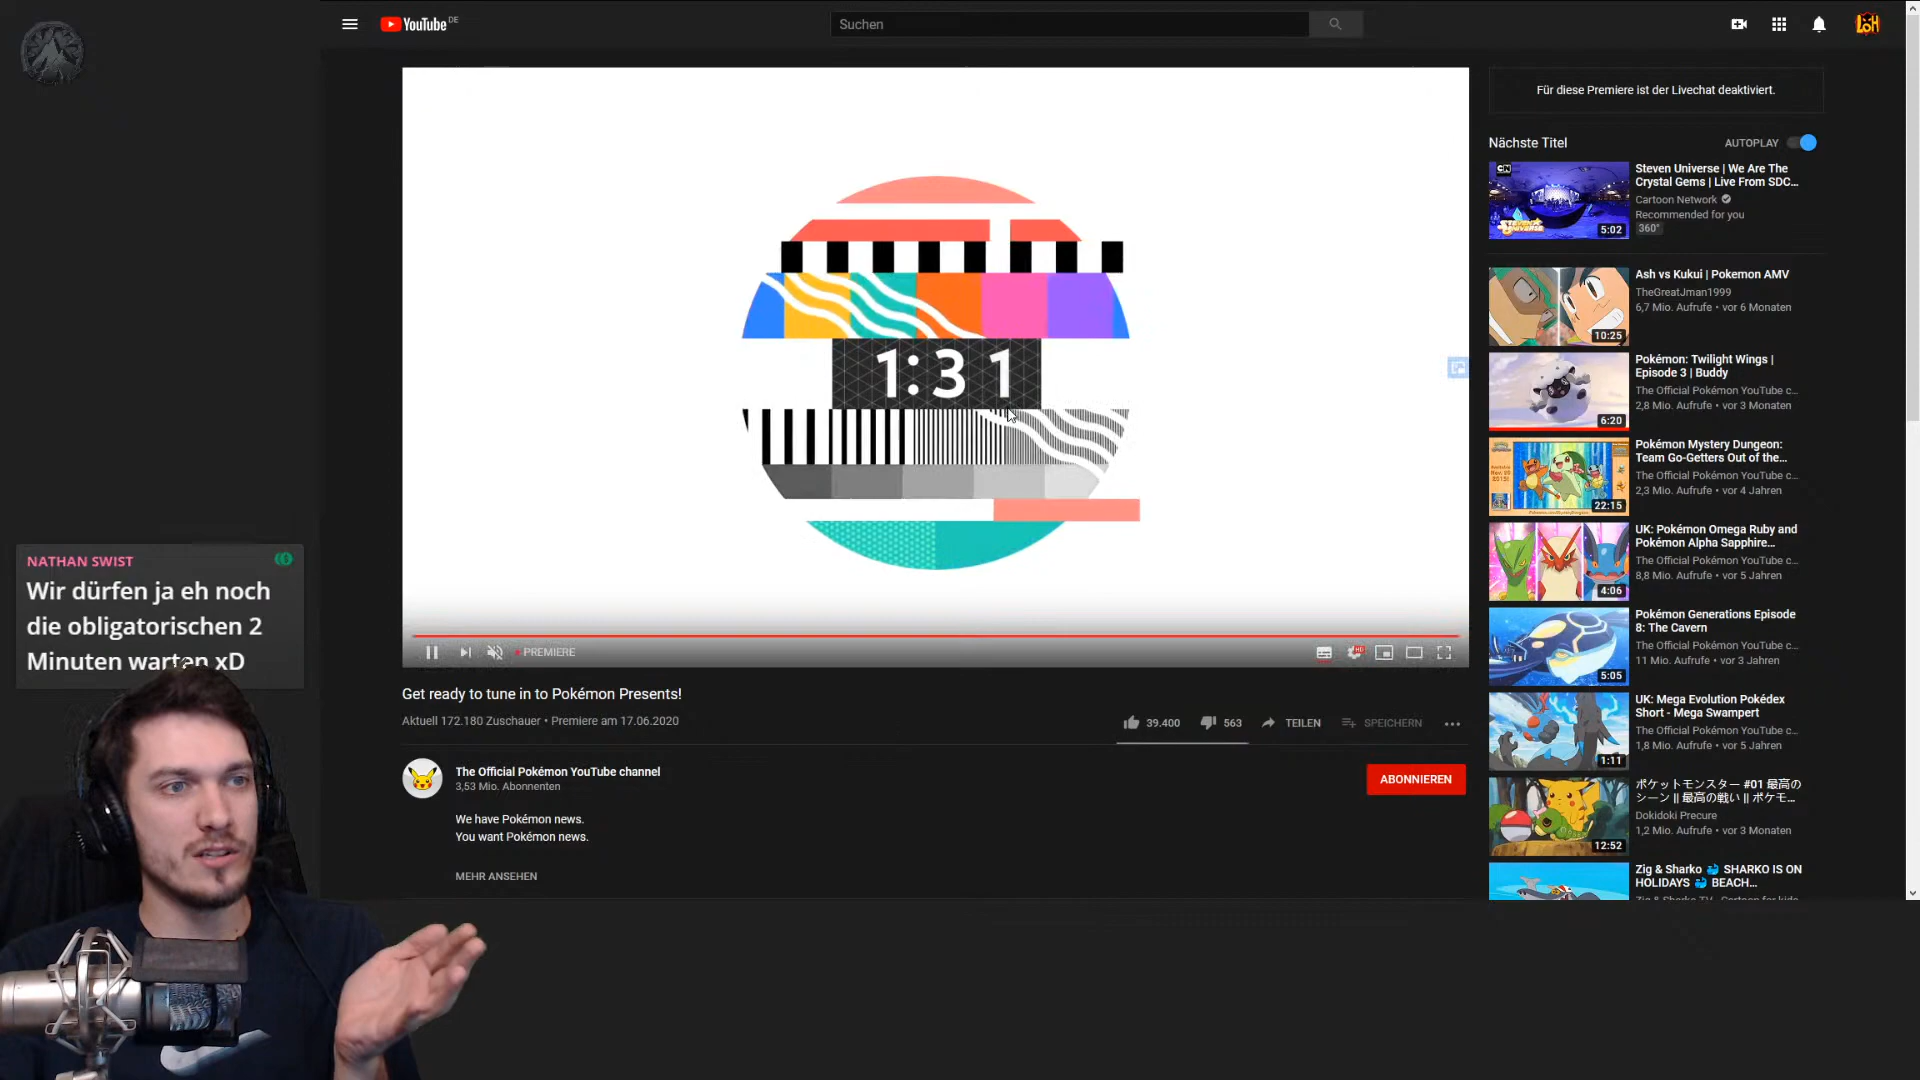 YouTube DE
Suchen
LOH
Für diese Premiere ist der Livechat deaktiviert.
Nächste Titel
AUTOPLAY
1:31
CN
STEVEN UNIVERSE
5:02
Steven Universe | We Are The
Crystal Gems | Live From SDC...
Cartoon Network
Recommended for you
360°
10:25
Ash vs Kukui | Pokemon AMV
TheGreatJman1999
6,7 Mio. Aufrufe • vor 6 Monaten
6:20
Pokémon: Twilight Wings |
Episode 3 | Buddy
The Official Pokémon YouTube c...
2,8 Mio. Aufrufe • vor 3 Monaten
22:15
Pokémon Mystery Dungeon:
Team Go-Getters Out of the...
The Official Pokémon YouTube c...
2,3 Mio. Aufrufe • vor 4 Jahren
4:06
UK: Pokémon Omega Ruby and
Pokémon Alpha Sapphire...
The Official Pokémon YouTube c...
8,8 Mio. Aufrufe • vor 5 Jahren
5:05
Pokémon Generations Episode
8: The Cavern
The Official Pokémon YouTube c...
11 Mio. Aufrufe • vor 3 Jahren
1:11
UK: Mega Evolution Pokédex
Short - Mega Swampert
The Official Pokémon YouTube c...
1,8 Mio. Aufrufe • vor 5 Jahren
12:52
ポケットモンスター #01 最高の
シーン || 最高の戦い || ポケモ...
Dokidoki Precure
1,2 Mio. Aufrufe • vor 3 Monaten
Zig & Sharko SHARKO IS ON
HOLIDAYS BEACH...
NATHAN SWIST
Wir dürfen ja eh noch
die obligatorischen 2
Minuten warten xD
PREMIERE
HD
Get ready to tune in to Pokémon Presents!
Aktuell 172.180 Zuschauer • Premiere am 17.06.2020
39.400
563
TEILEN
SPEICHERN
The Official Pokémon YouTube channel
3,53 Mio. Abonnenten
ABONNIEREN
We have Pokémon news.
You want Pokémon news.
MEHR ANSEHEN